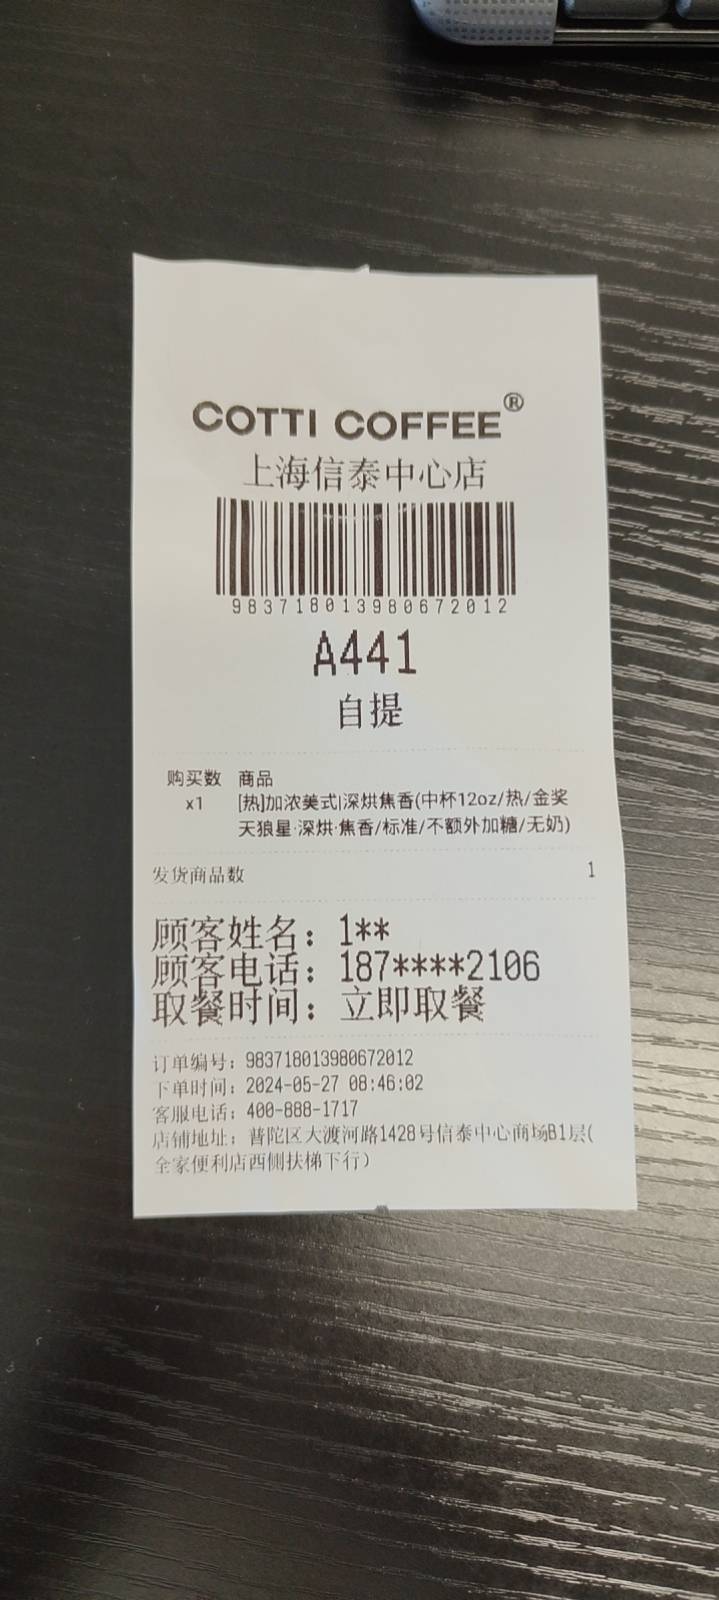 COTTI COFFEE®
上海信泰中心店
983718013980672012
A441
自提
购买数 商品
x1 [热]加浓美式|深烘焦香(中杯12oz/热/金奖
天狼星·深烘·焦香/标准/不额外加糖/无奶)
发货商品数 1
顾客姓名：1**
顾客电话：187****2106
取餐时间：立即取餐
订单编号：983718013980672012
下单时间：2024-05-27 08:46:02
客服电话：400-888-1717
店铺地址：普陀区大渡河路1428号信泰中心商场B1层(
全家便利店西侧扶梯下行)